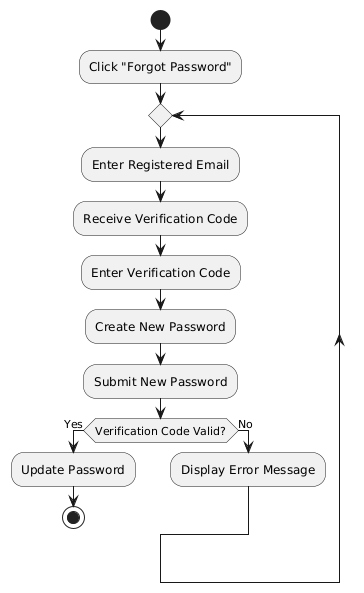 Click "Forgot Password"
Enter Registered Email
Receive Verification Code
Enter Verification Code
Create New Password
Submit New Password
Verification Code Valid?
Yes
No
Update Password
Display Error Message